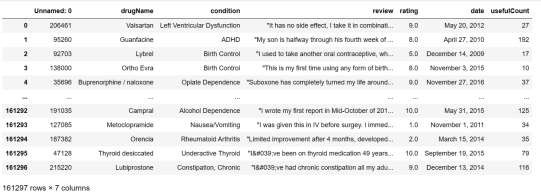 Unnamed: 0 drugName condition review rating date usefulCount
0 206461 Valsartan Left Ventricular Dysfunction "It has no side effect, I take it in combinati... 9.0 May 20, 2012 27
1 95260 Guanfacine ADHD "My son is halfway through his fourth week of ... 8.0 April 27, 2010 192
2 92703 Lybrel Birth Control "I used to take another oral contraceptive, wh... 5.0 December 14, 2009 17
3 138000 Ortho Evra Birth Control "This is my first time using any form of birth... 8.0 November 3, 2015 10
4 35696 Buprenorphine / naloxone Opiate Dependence "Suboxone has completely turned my life around... 9.0 November 27, 2016 37
... ... ... ... ... ... ... ...
161292 191035 Campral Alcohol Dependence "I wrote my first report in Mid-October of 201... 10.0 May 31, 2015 125
161293 127085 Metoclopramide Nausea/Vomiting "I was given this in IV before surgey. I immed... 1.0 November 1, 2011 34
161294 187382 Orencia Rheumatoid Arthritis "Limited improvement after 4 months, developed... 2.0 March 15, 2014 35
161295 47128 Thyroid desiccated Underactive Thyroid "I&#039;ve been on thyroid medication 49 years... 10.0 September 19, 2015 79
161296 215220 Lubiprostone Constipation, Chronic "I&#039;ve had chronic constipation all my adu... 9.0 December 13, 2014 116
161297 rows × 7 columns